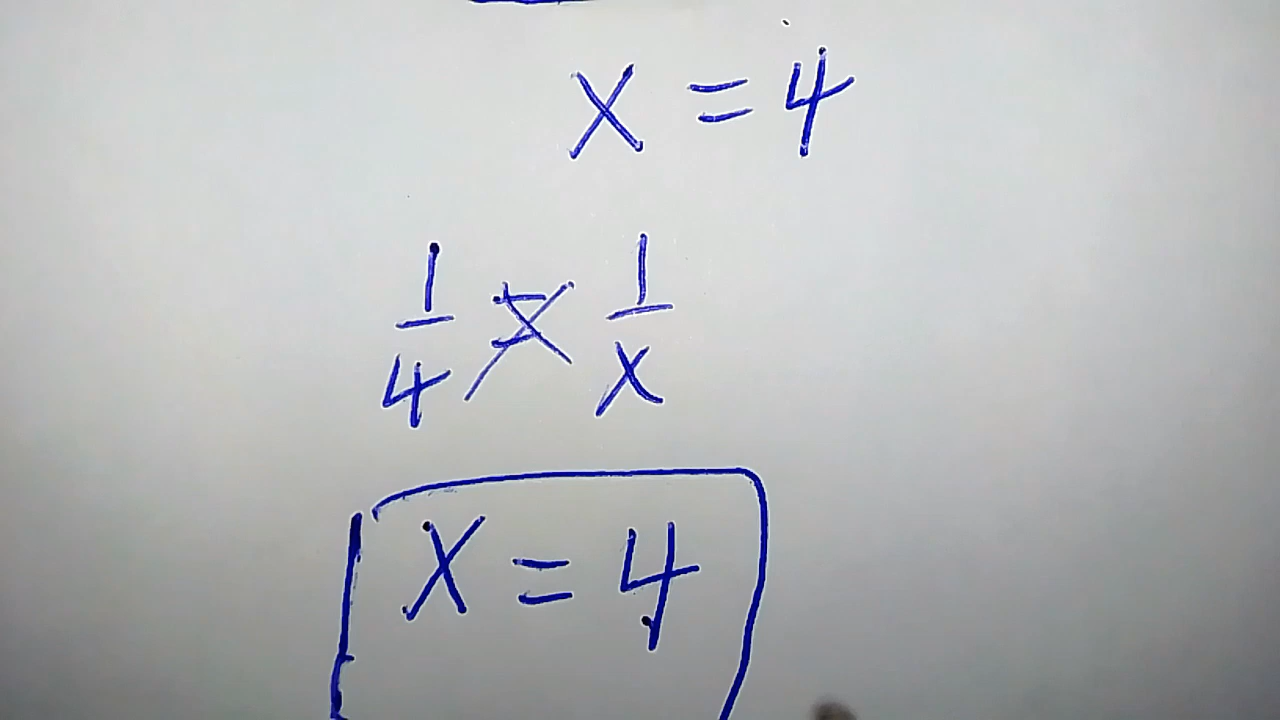 x = 4
1/4 = 1/x
x = 4